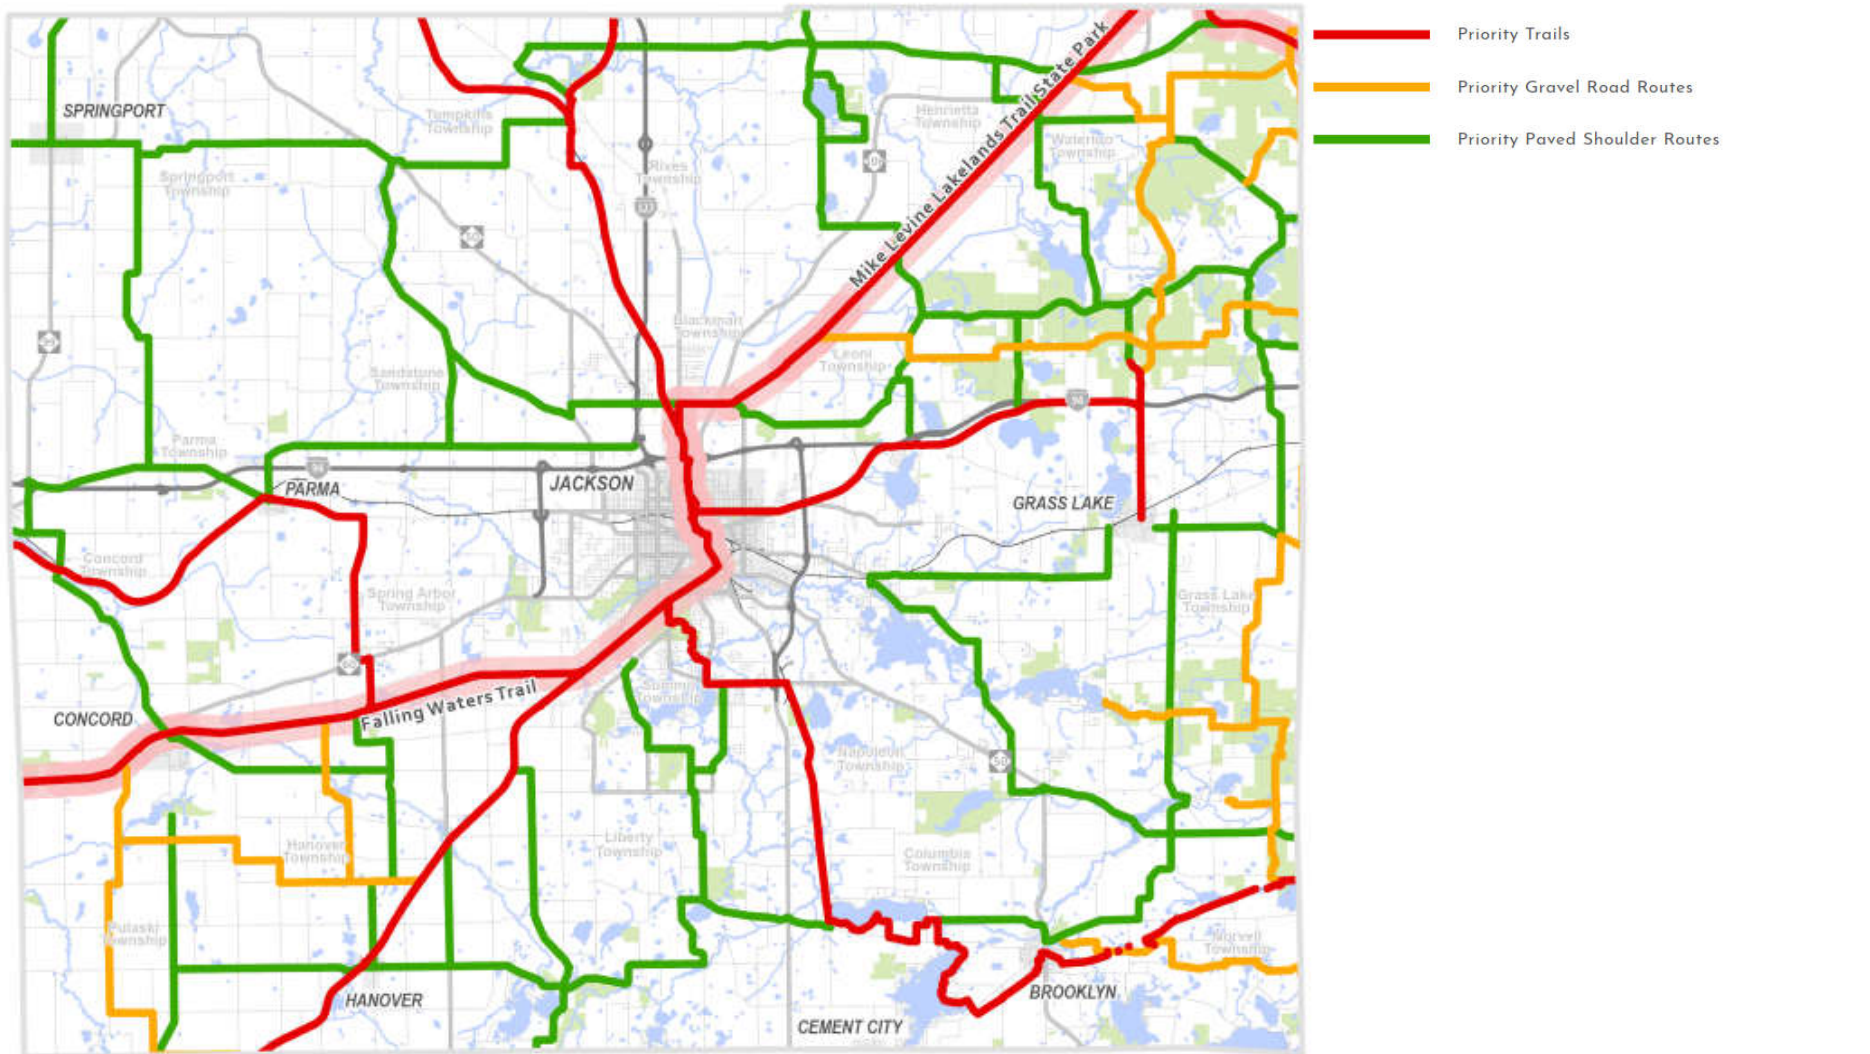 Priority Trails
Priority Gravel Road Routes
Priority Paved Shoulder Routes
SPRINGPORT
Tompkins
Township
Henrietta
Township
Mike Levine Lakelands Trail State Park
Waterloo
Township
Springport
Township
Rives
Township
Blackman
Township
Leoni
Township
Sandstone
Township
94
Parma
Township
94
PARMA
JACKSON
GRASS LAKE
Concord
Township
Spring Arbor
Township
Grass Lake
Township
Falling Waters Trail
Summit
Township
CONCORD
Napoleon
Township
50
Hanover
Township
Liberty
Township
Columbia
Township
Pulaski
Township
Norvell
Township
HANOVER
BROOKLYN
CEMENT CITY